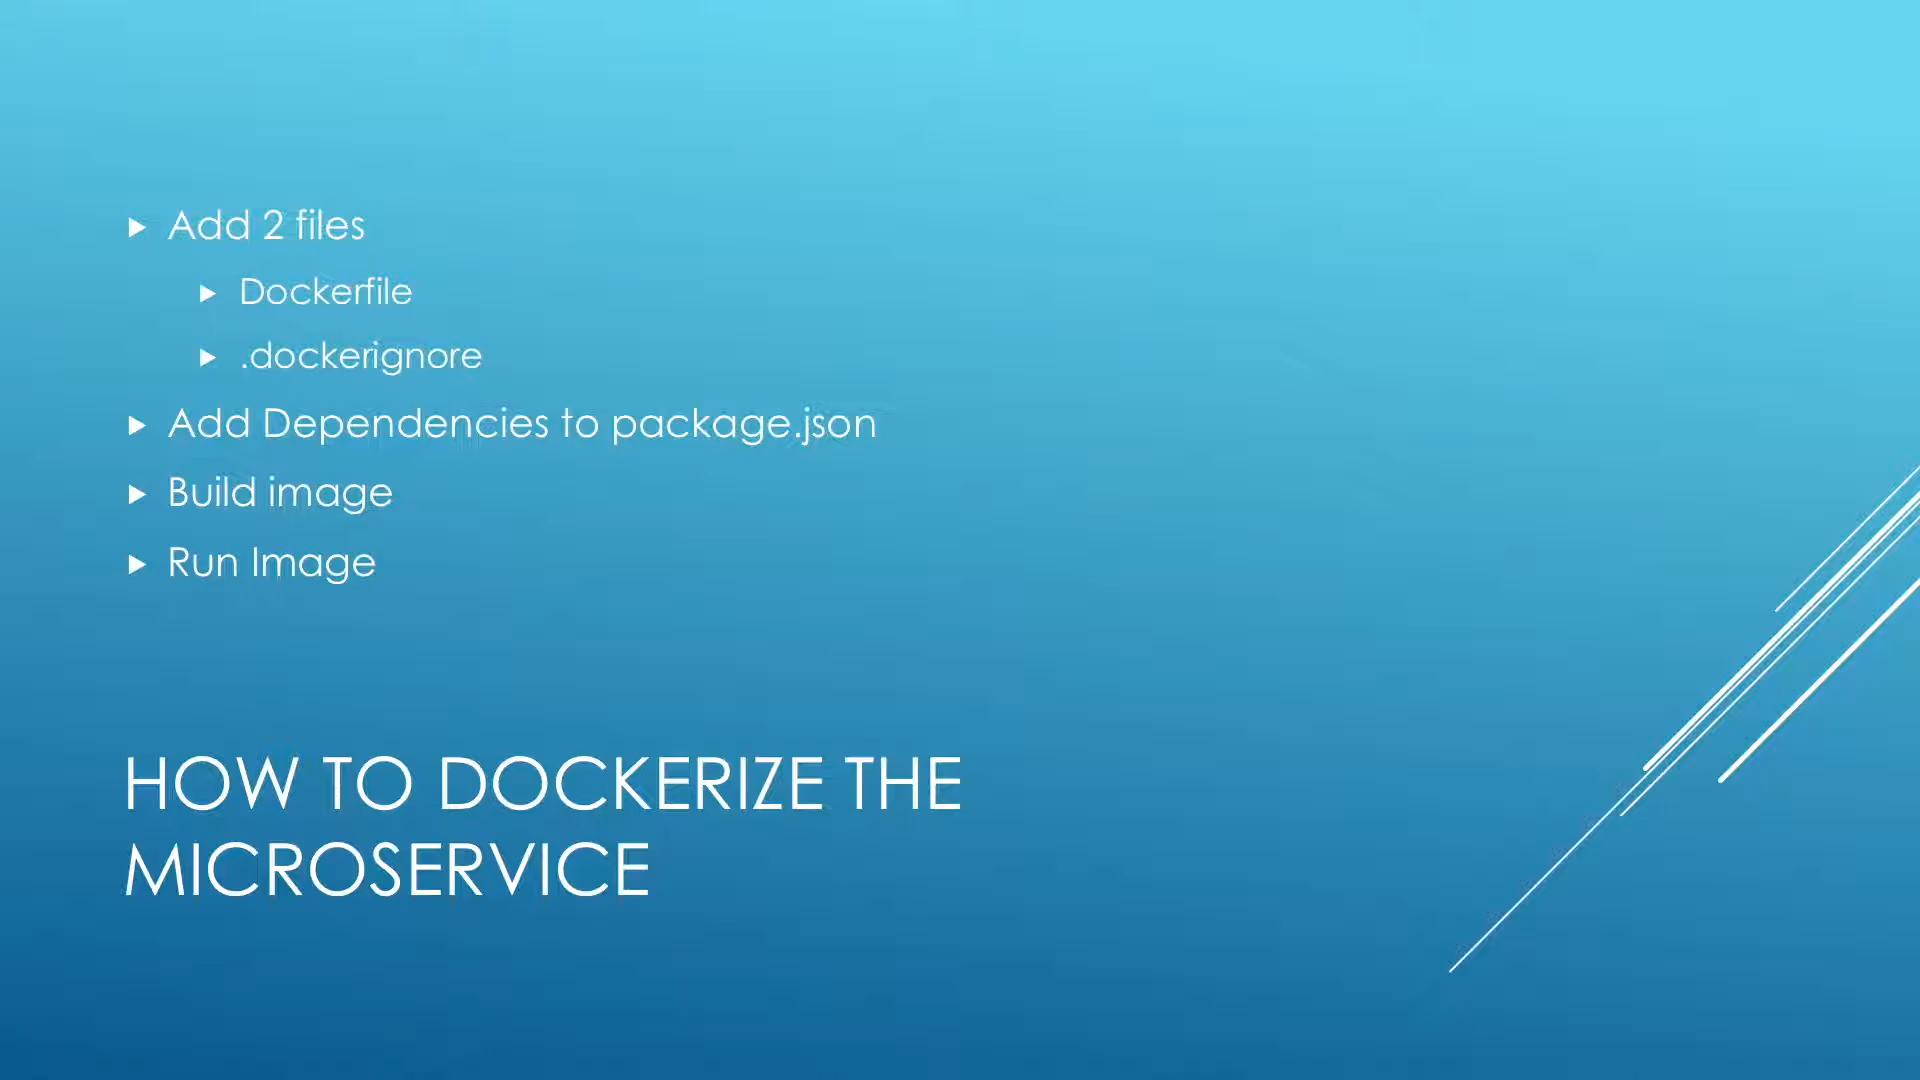 Add 2 files
Dockerfile
.dockerignore
Add Dependencies to package.json
Build image
Run Image
HOW TO DOCKERIZE THE
MICROSERVICE